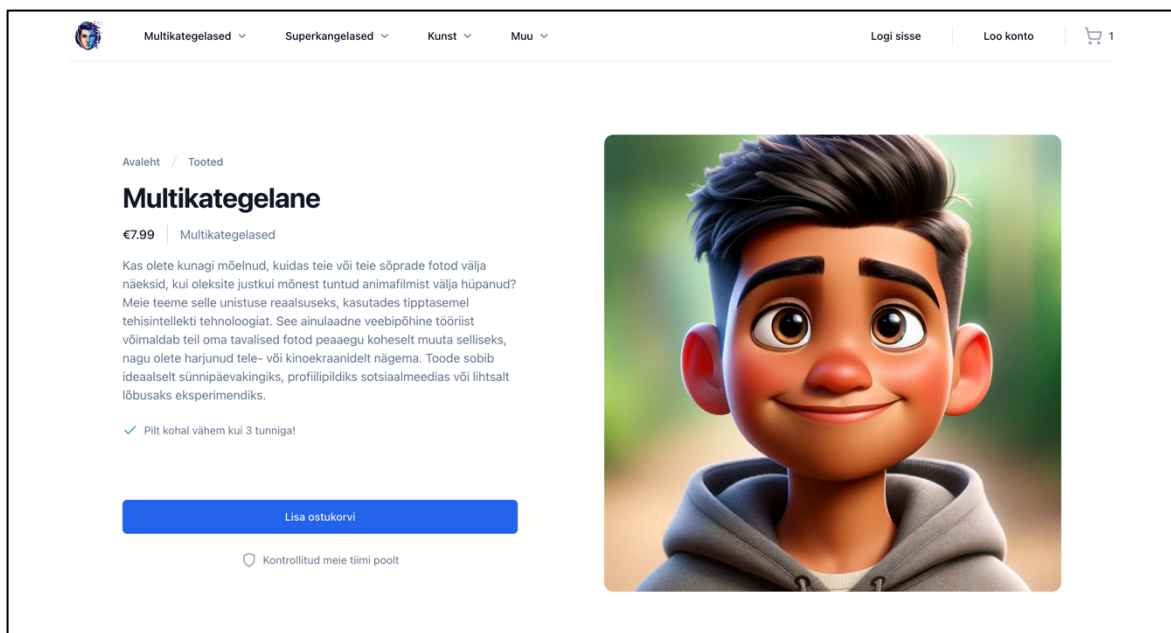 Multikategelased
Superkangelased
Kunst
Muu
Logi sisse
Loo konto
1
Avaleht / Tooted
Multikategelane
€7.99 Multikategelased
Kas olete kunagi mõelnud, kuidas teie või teie sõprade fotod välja
näeksid, kui oleksite justkui mõnest tuntud animafilmist välja hüpanud?
Meie teeme selle unistuse reaalsuseks, kasutades tipptasemel
tehisintellekti tehnoloogiat. See ainulaadne veebipõhine tööriist
võimaldab teil oma tavalised fotod peaaegu koheselt muuta selliseks,
nagu olete harjunud tele- või kinoekraanidelt nägema. Toode sobib
ideaalselt sünnipäevakingiks, profiilipildiks sotsiaalmeedias või lihtsalt
lõbusaks eksperimendiks.
Pilt kohal vähem kui 3 tunniga!
Lisa ostukorvi
Kontrollitud meie tiimi poolt